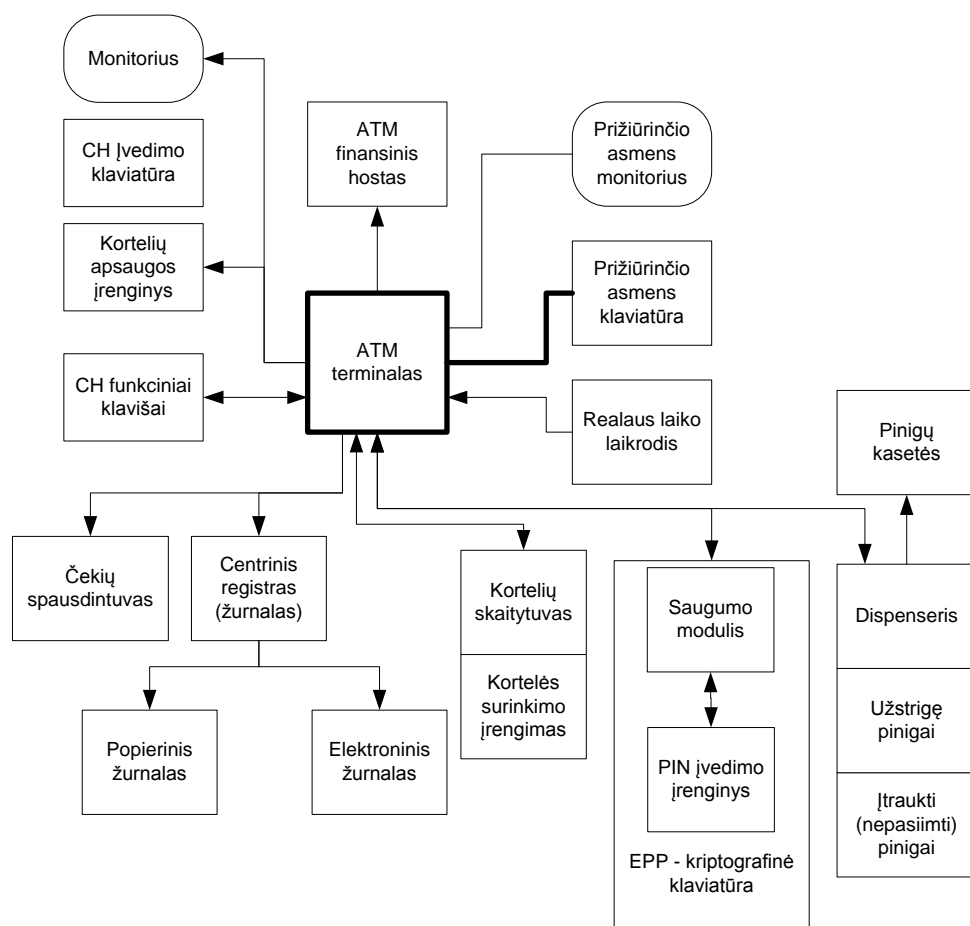 Monitorius
CH Įvedimo
klaviatūra
Kortelių
apsaugos
įrenginys
CH funkciniai
klavišai
ATM
finansinis
hostas
ATM
terminalas
Prižiūrinčio
asmens
monitorius
Prižiūrinčio
asmens
klaviatūra
Realaus laiko
laikrodis
Pinigų
kasetės
Čekių
spausdintuvas
Centrinis
registras
(žurnalas)
Popierinis
žurnalas
Elektroninis
žurnalas
Kortelių
skaitytuvas
Kortelės
surinkimo
įrengimas
Saugumo
modulis
PIN įvedimo
įrenginys
EPP - kriptografinė
klaviatūra
Dispenseris
Užstrigę
pinigai
Įtraukti
(nepasiimti)
pinigai